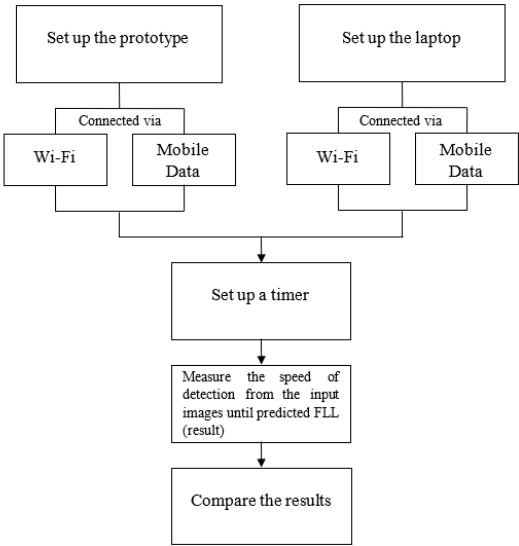 Set up the prototype
Set up the laptop
Connected via
Connected via
Wi-Fi
Mobile
Data
Wi-Fi
Mobile
Data
Set up a timer
Measure the speed of
detection from the input
images until predicted FLL
(result)
Compare the results